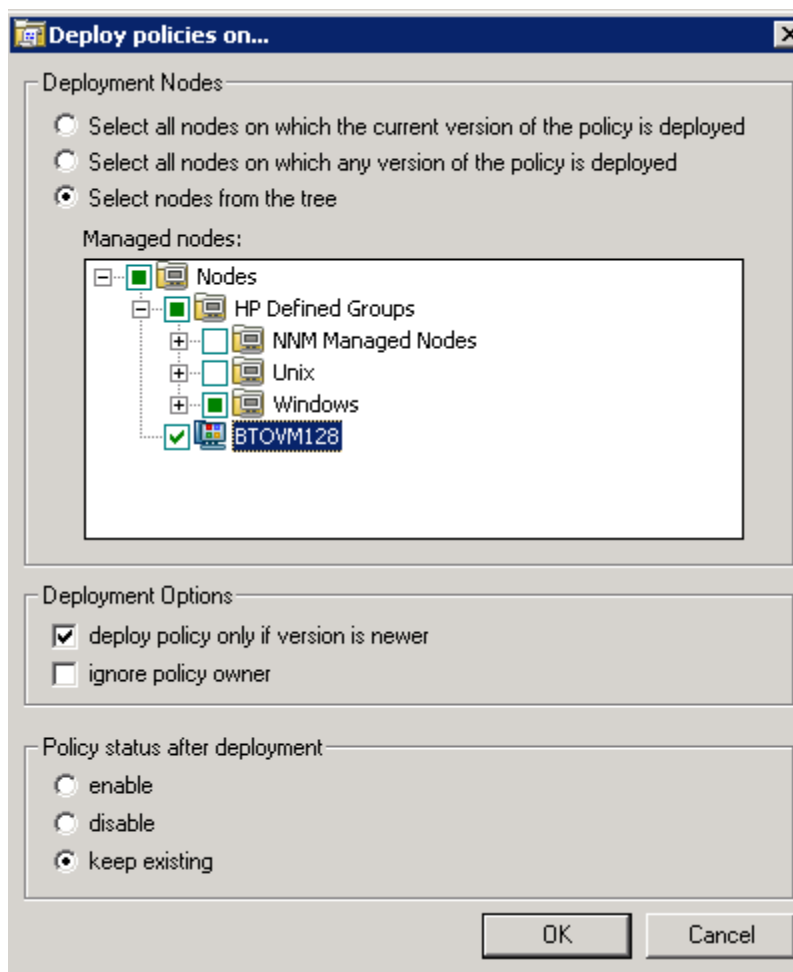 Deploy policies on...
Deployment Nodes
Select all nodes on which the current version of the policy is deployed
Select all nodes on which any version of the policy is deployed
Select nodes from the tree
Managed nodes:
Nodes
HP Defined Groups
NNM Managed Nodes
Unix
Windows
BTOVM128
Deployment Options
deploy policy only if version is newer
ignore policy owner
Policy status after deployment
enable
disable
keep existing
OK Cancel